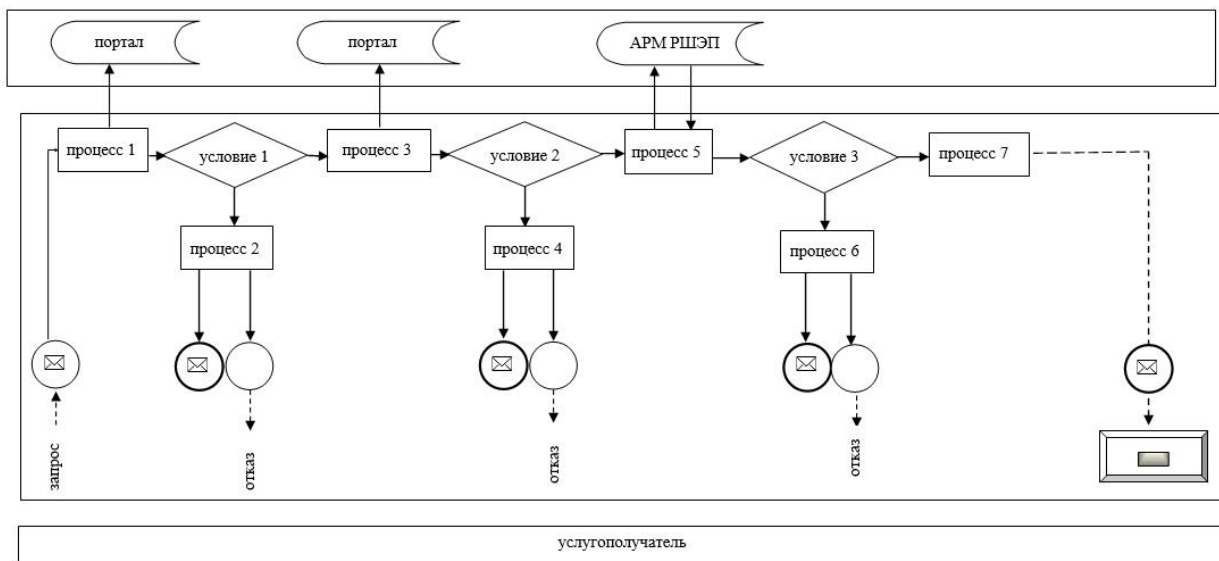 портал
портал
АРМ РШЭП
процесс 1
условие 1
процесс 3
условие 2
процесс 5
условие 3
процесс 7
процесс 2
процесс 4
процесс 6
запрос
отказ
отказ
отказ
услугополучатель